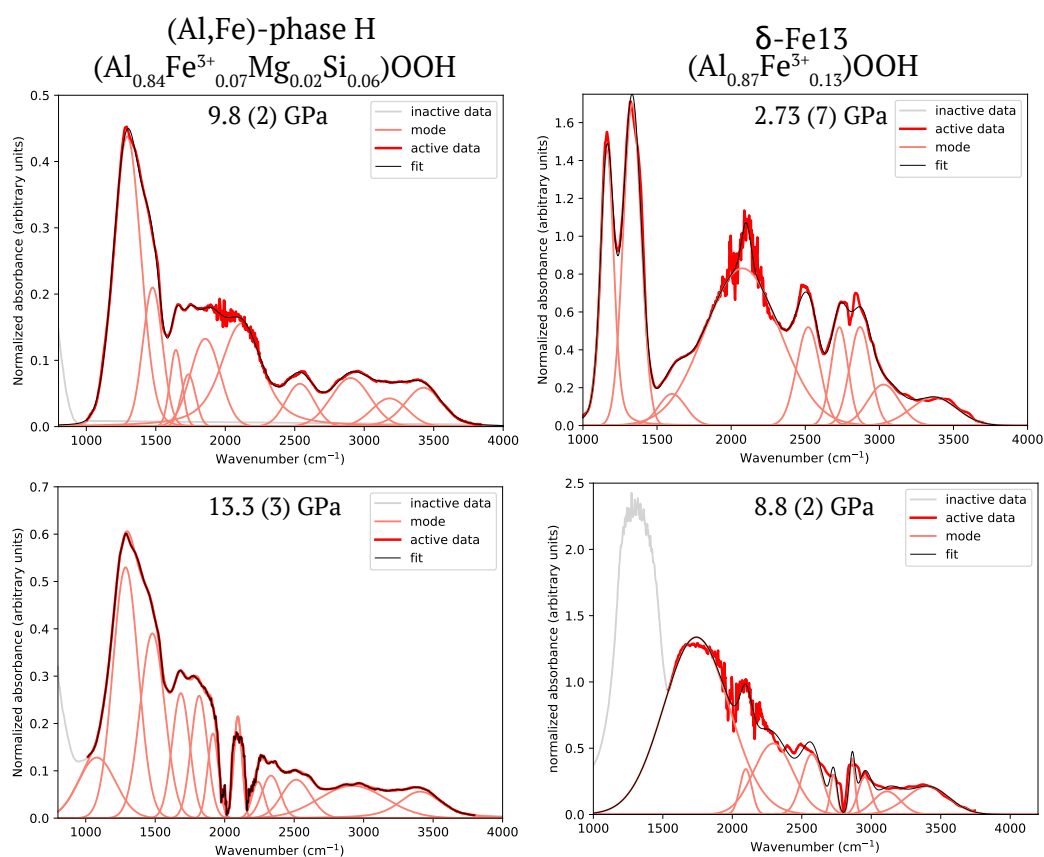 (Al,Fe)-phase H
(Al0.84Fe3+0.07Mg0.02Si0.06)OOH
δ-Fe13
(Al0.87Fe3+0.13)OOH
9.8 (2) GPa
inactive data
mode
active data
fit
Normalized absorbance (arbitrary units)
0.5
0.4
0.3
0.2
0.1
0.0
1000 1500 2000 2500 3000 3500 4000
Wavenumber (cm−1)
2.73 (7) GPa
inactive data
active data
mode
fit
Normalized absorbance (arbitrary units)
1.6
1.4
1.2
1.0
0.8
0.6
0.4
0.2
0.0
1000 1500 2000 2500 3000 3500 4000
Wavenumber (cm−1)
13.3 (3) GPa
inactive data
mode
active data
fit
Normalized absorbance (arbitrary units)
0.7
0.6
0.5
0.4
0.3
0.2
0.1
0.0
1000 1500 2000 2500 3000 3500 4000
Wavenumber (cm−1)
8.8 (2) GPa
inactive data
active data
mode
fit
normalized absorbance (arbitrary units)
2.5
2.0
1.5
1.0
0.5
0.0
1000 1500 2000 2500 3000 3500 4000
Wavenumber (cm−1)